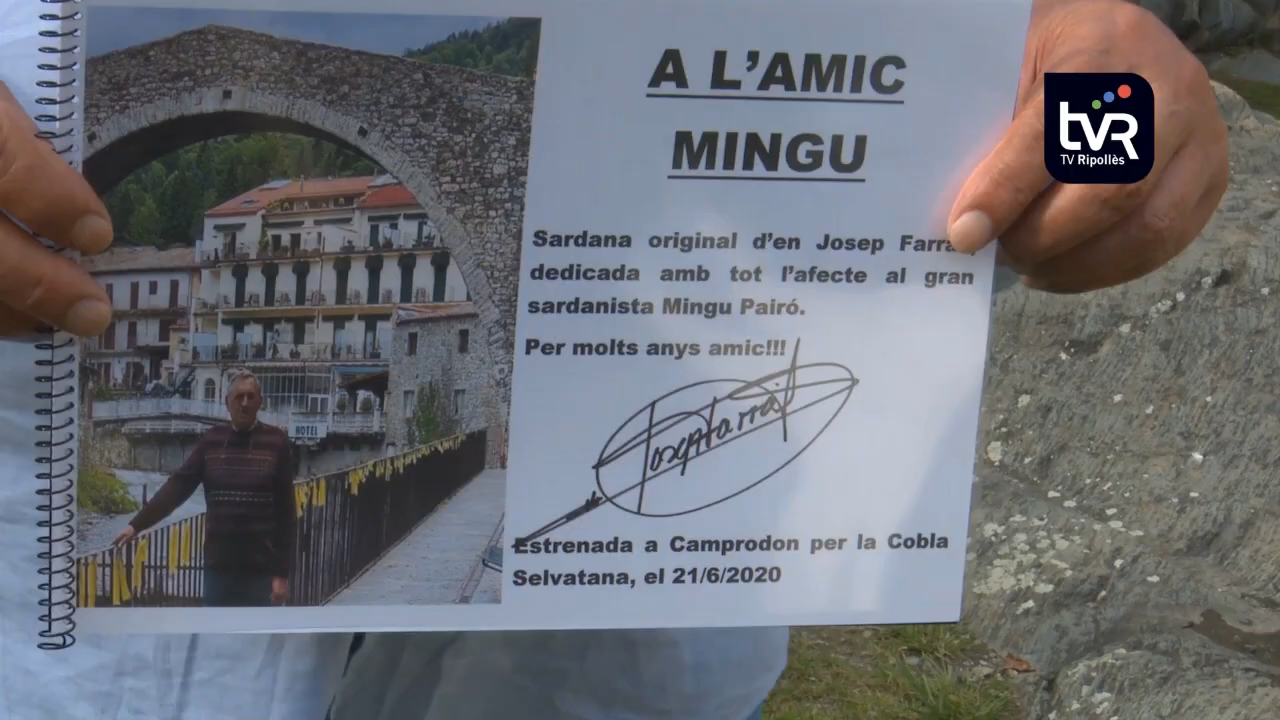 A L'AMIC
MINGU
tvR
TV Ripollès
Sardana original d'en Josep
dedicada amb tot l'afecte al gran
sardanista Mingu Pairó.
Per molts anys amic!!!
Josep Farràs
HOTEL
Estrenada a Camprodon per la Cobla
Selvatana, el 21/6/2020